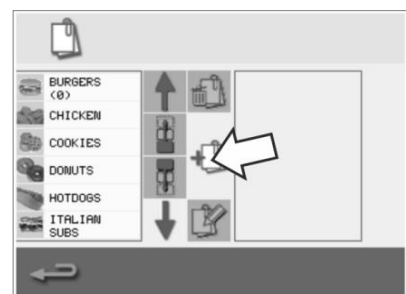 BURGERS
(0)
CHICKEN
COOKIES
DONUTS
HOTDOGS
ITALIAN
SUBS